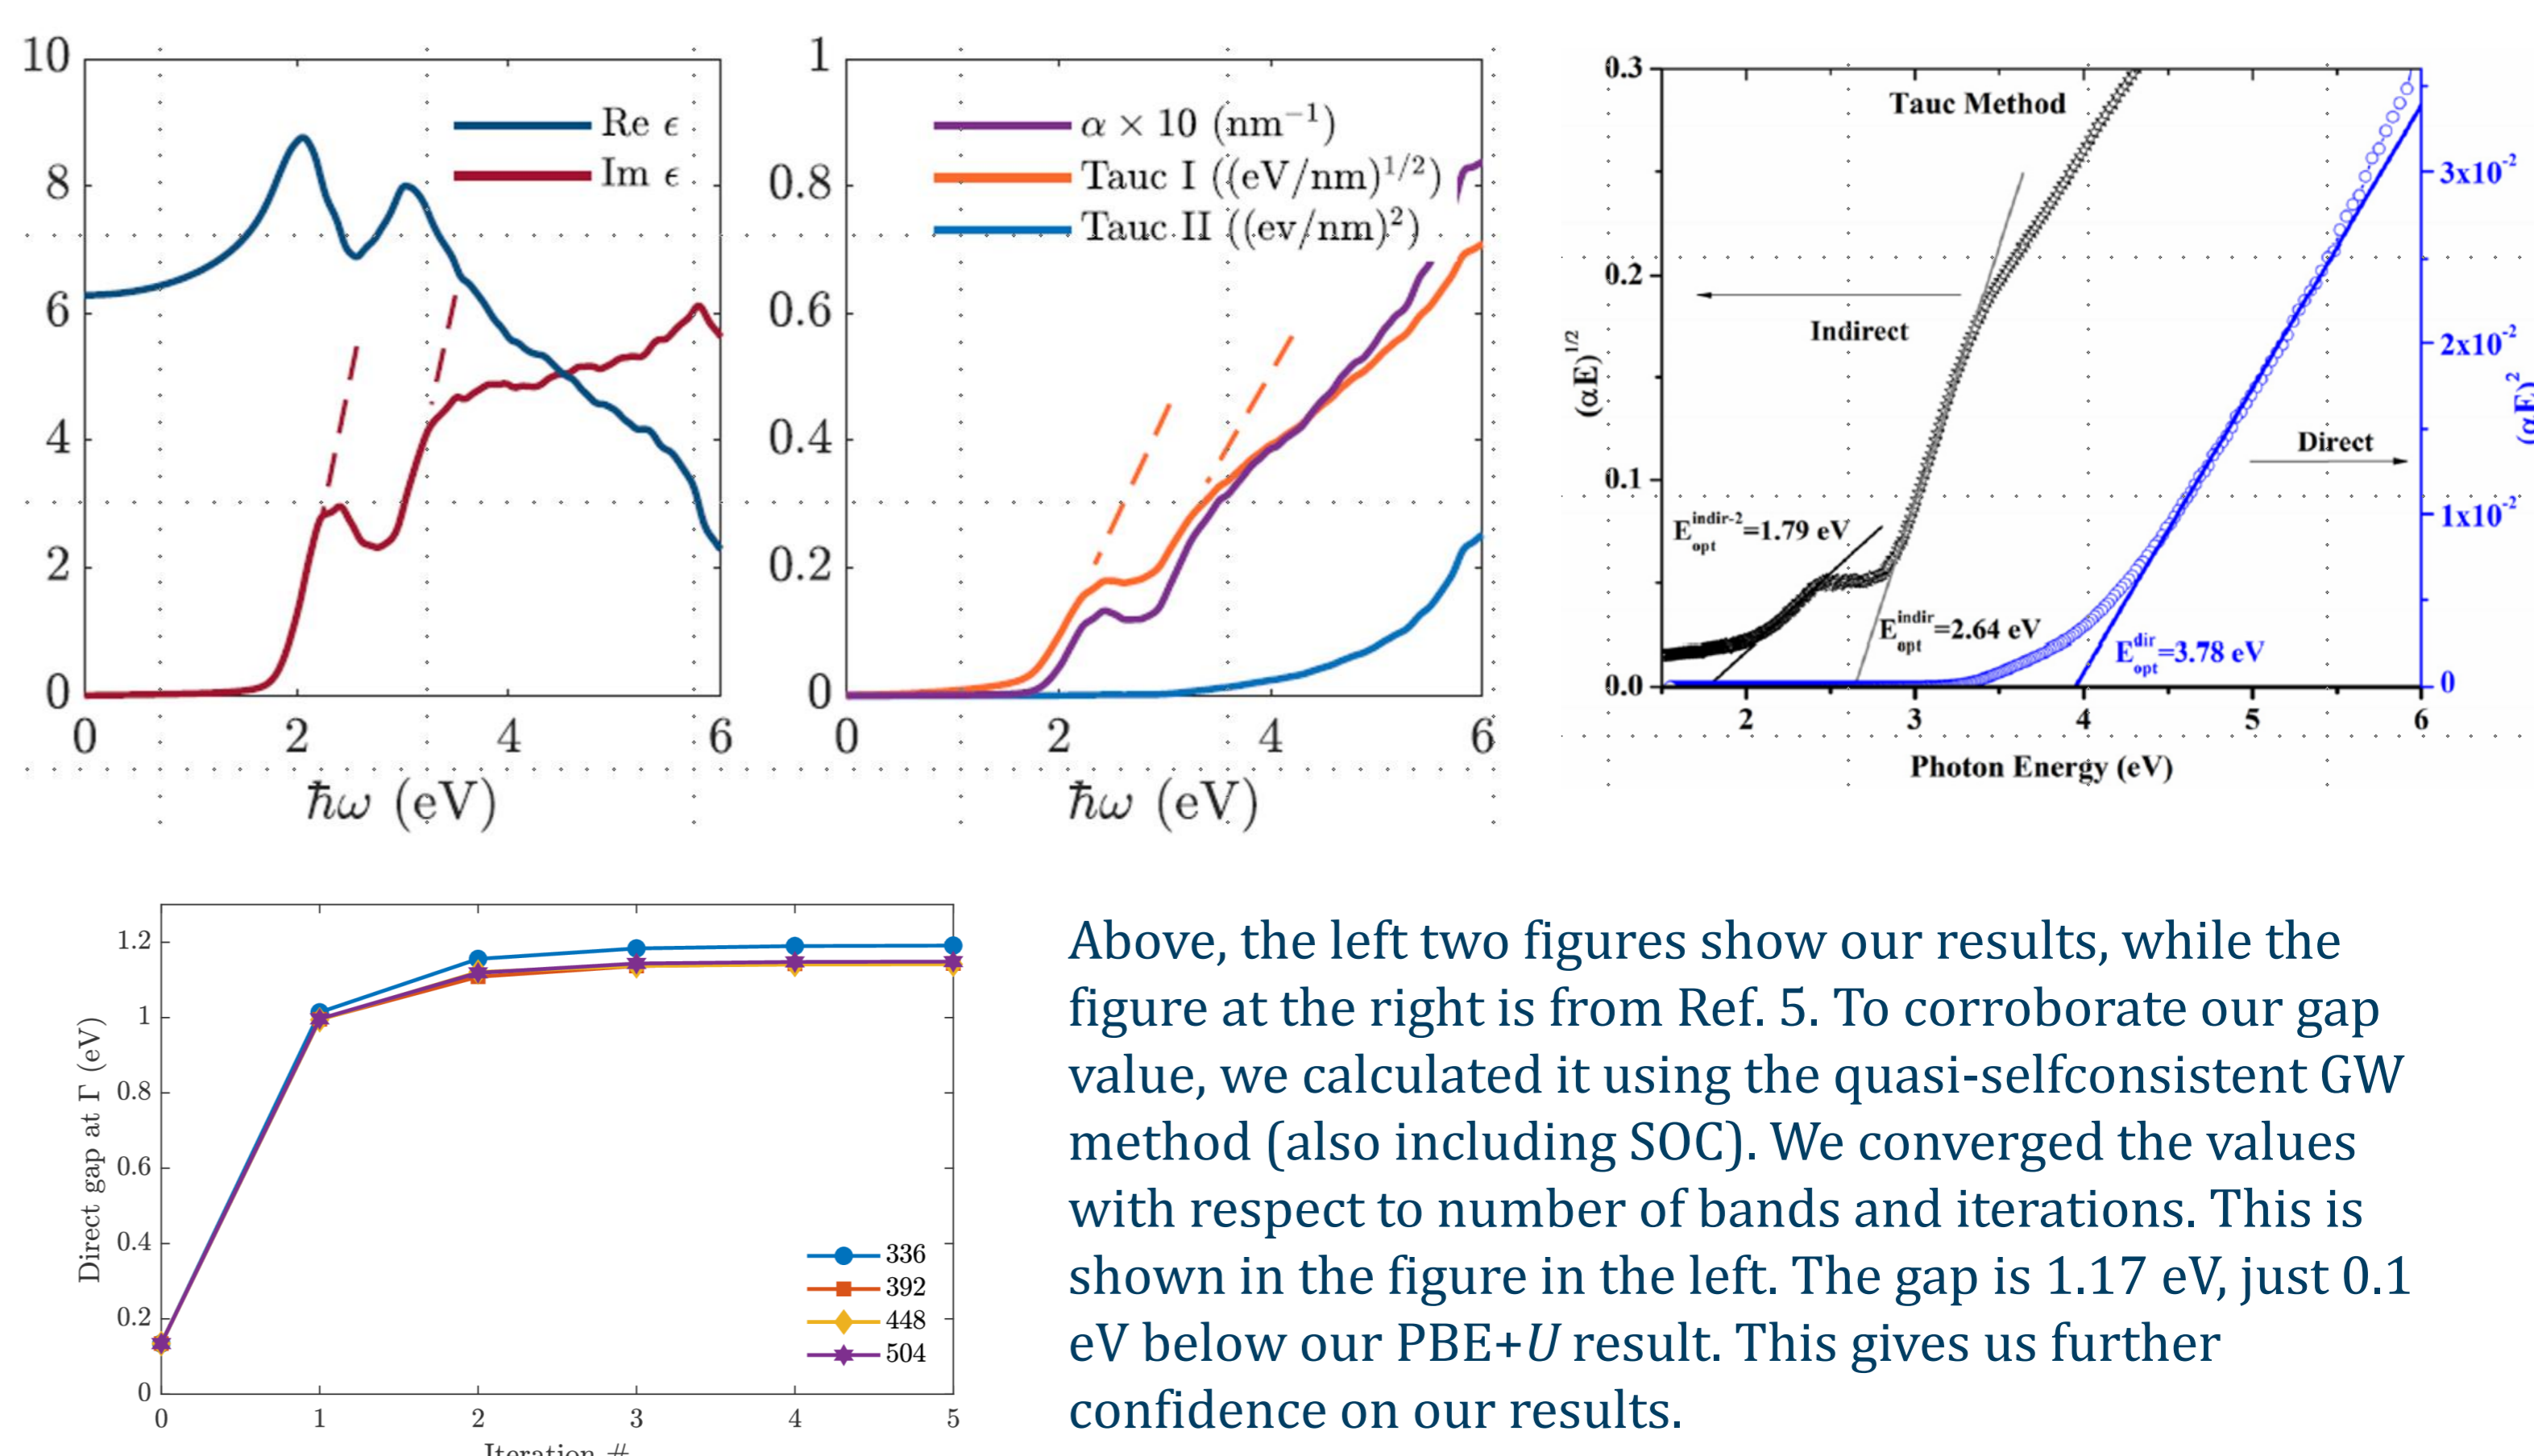 10
8
6
4
2
0
0 2 4 6
ħω (eV)
Re ϵ
Im ϵ
1
0.8
0.6
0.4
0.2
0
0 2 4 6
ħω (eV)
α × 10 (nm⁻¹)
Tauc I ((eV/nm)^1/2)
Tauc II ((ev/nm)²)
0.3
0.2
0.1
0.0
(αE)^1/2
Tauc Method
Indirect
Direct
E_opt^indir-2=1.79 eV
E_opt^indir=2.64 eV
E_opt^dir=3.78 eV
3x10⁻²
2x10⁻²
1x10⁻²
0
(αE)²
2 3 4 5 6
Photon Energy (eV)
1.2
1
0.8
0.6
0.4
0.2
0
Direct gap at Γ (eV)
336
392
448
504
0 1 2 3 4 5
Iteration #
Above, the left two figures show our results, while the
figure at the right is from Ref. 5. To corroborate our gap
value, we calculated it using the quasi-selfconsistent GW
method (also including SOC). We converged the values
with respect to number of bands and iterations. This is
shown in the figure in the left. The gap is 1.17 eV, just 0.1
eV below our PBE+U result. This gives us further
confidence on our results.